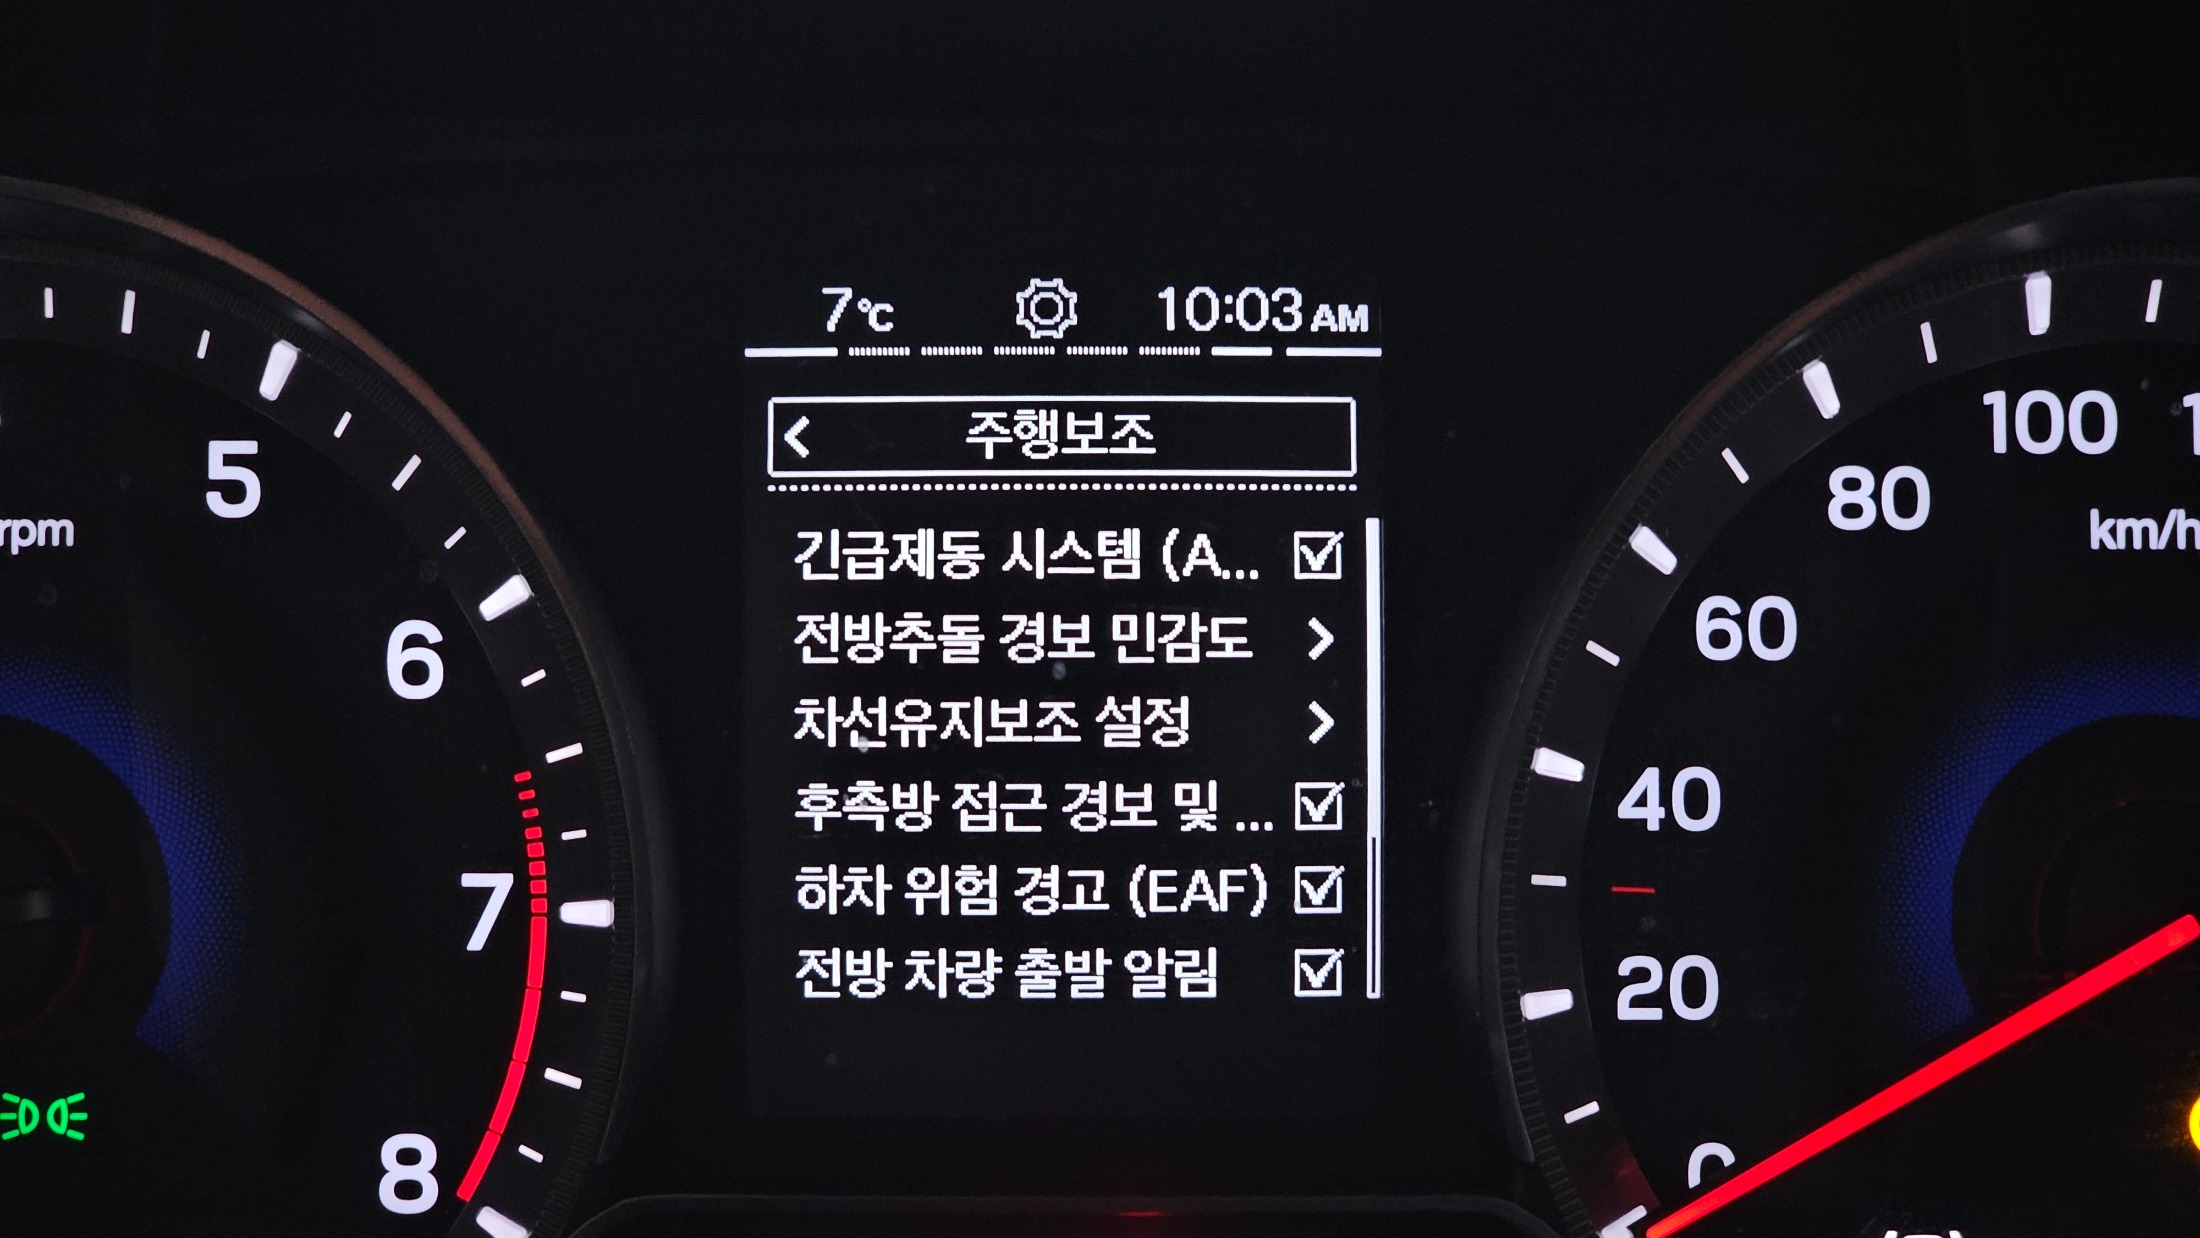 7℃ 10:03 AM
주행보조
긴급제동 시스템 (A...
전방추돌 경보 민감도
차선유지보조 설정
후측방 접근 경보 및 ...
하차 위험 경고 (EAF)
전방 차량 출발 알림
5
rpm
6
7
8
100
80
km/h
60
40
20
0